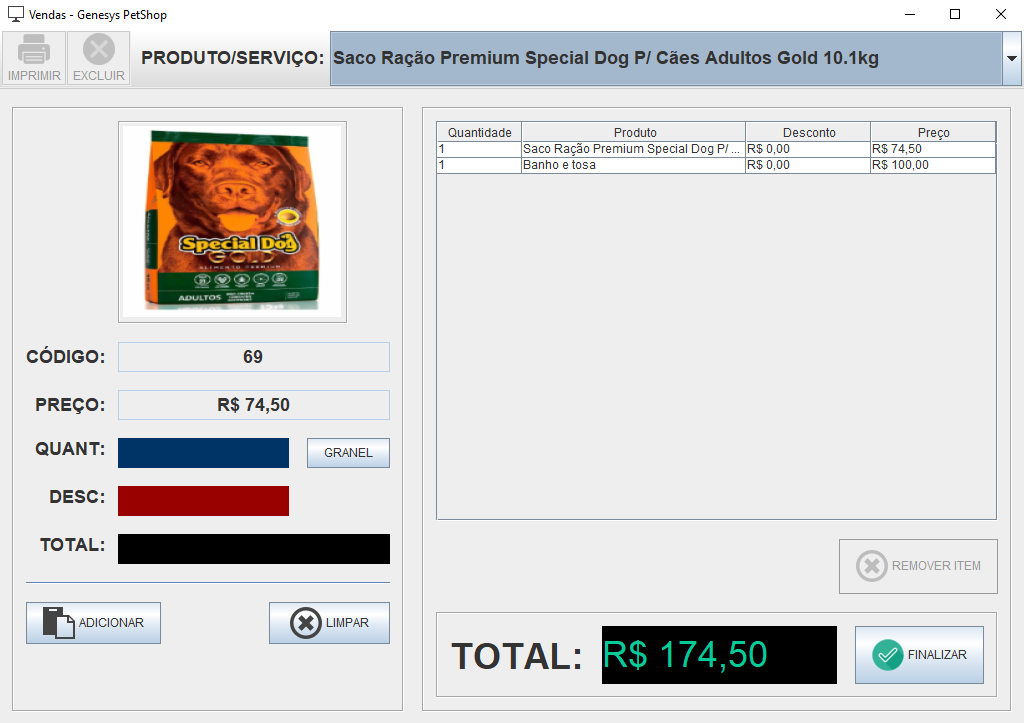 Vendas - Genesys PetShop
IMPRIMIR
EXCLUIR
PRODUTO/SERVIÇO:
Saco Ração Premium Special Dog P/ Cães Adultos Gold 10.1kg
Special Dog
GOLD
ALIMENTO PREMIUM
ADULTOS
CÓDIGO: 69
PREÇO: R$ 74,50
QUANT:
GRANEL
DESC:
TOTAL:
ADICIONAR
LIMPAR
Quantidade Produto Desconto Preço
1 Saco Ração Premium Special Dog P/ ... R$ 0,00 R$ 74,50
1 Banho e tosa R$ 0,00 R$ 100,00
REMOVER ITEM
TOTAL: R$ 174,50
FINALIZAR